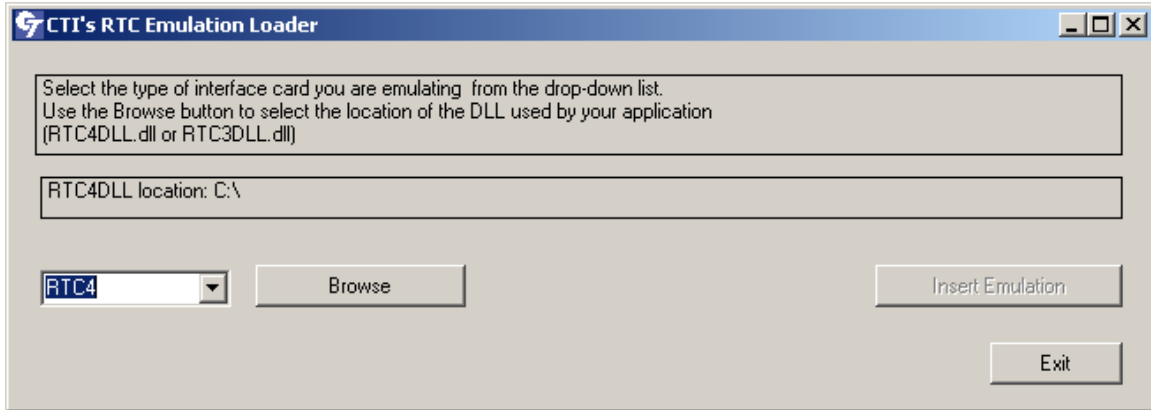 CTI's RTC Emulation Loader
Select the type of interface card you are emulating  from the drop-down list.
Use the Browse button to select the location of the DLL used by your application
(RTC4DLL.dll or RTC3DLL.dll)
RTC4DLL location: C:\
RTC4
Browse
Insert Emulation
Exit